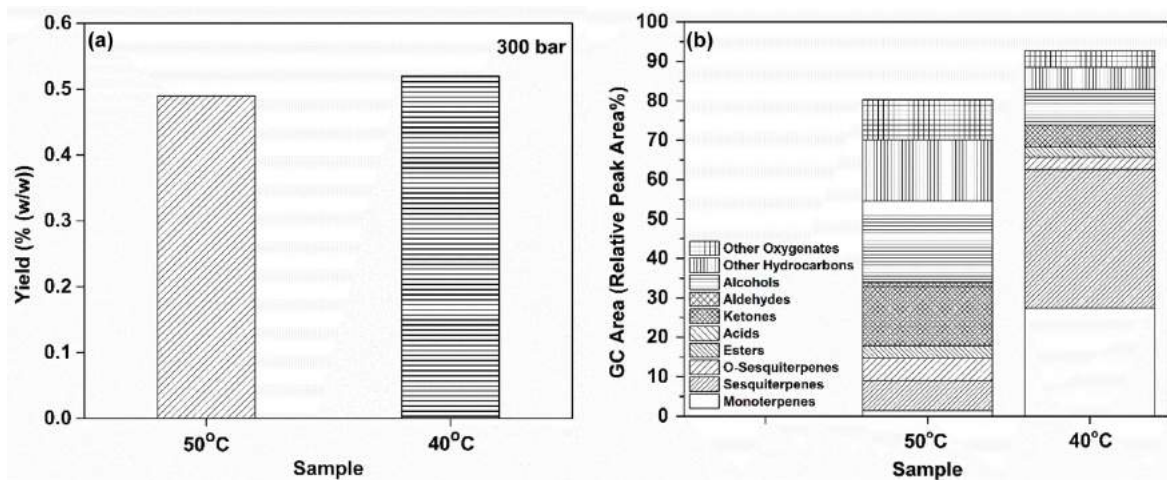 (a)
300 bar
Yield (% (w/w))
0.6
0.5
0.4
0.3
0.2
0.1
0.0
50°C
40°C
Sample
(b)
GC Area (Relative Peak Area%)
100
90
80
70
60
50
40
30
20
10
0
Other Oxygenates
Other Hydrocarbons
Alcohols
Aldehydes
Ketones
Acids
Esters
O-Sesquiterpenes
Sesquiterpenes
Monoterpenes
50°C
40°C
Sample